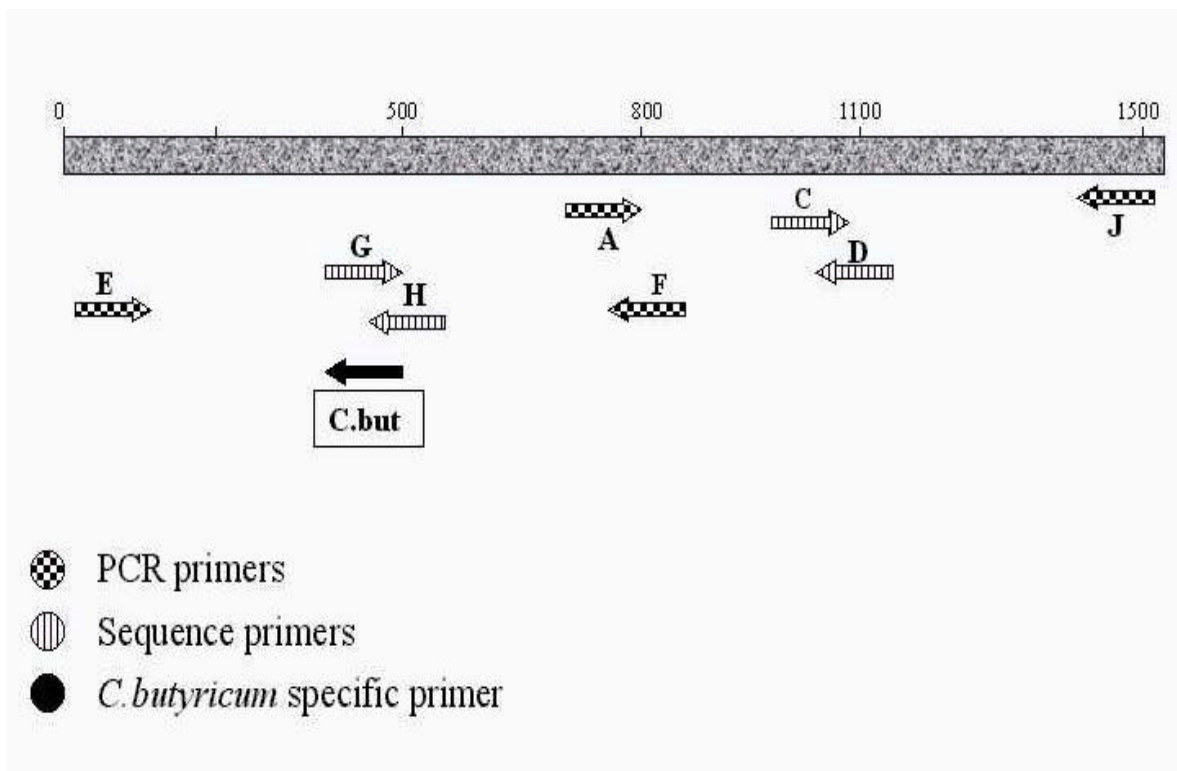 0 500 800 1100 1500
C
J
A
G
D
E
F
H
C.but
PCR primers
Sequence primers
C.butyricum specific primer